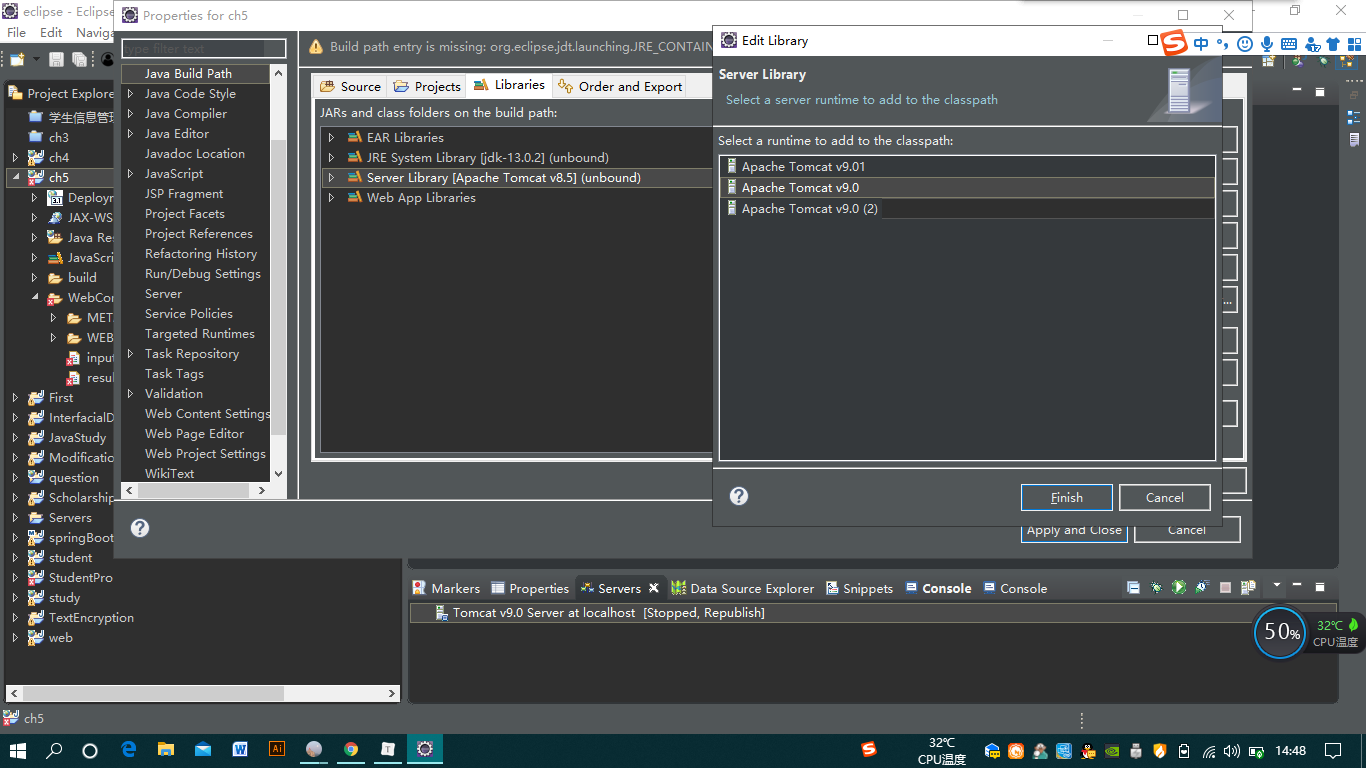 eclipse - Eclipse
File Edit Naviga
Project Explore
学生信息管理
ch3
ch4
ch5
Deployn
JAX-WS
Java Res
JavaScri
build
WebCor
META
WEB
input
resul
First
InterfacialD
JavaStudy
Modificatio
question
Scholarship
Servers
springBoot
student
StudentPro
study
TextEncryption
web
ch5
Properties for ch5
type filter text
Java Build Path
Java Code Style
Java Compiler
Java Editor
Javadoc Location
JavaScript
JSP Fragment
Project Facets
Project References
Refactoring History
Run/Debug Settings
Server
Service Policies
Targeted Runtimes
Task Repository
Task Tags
Validation
Web Content Settings
Web Page Editor
Web Project Settings
WikiText
Build path entry is missing: org.eclipse.jdt.launching.JRE_CONTAIN
Source Projects Libraries Order and Export
JARs and class folders on the build path:
EAR Libraries
JRE System Library [jdk-13.0.2] (unbound)
Server Library [Apache Tomcat v8.5] (unbound)
Web App Libraries
...
Apply and Close Cancel
Edit Library
中
Server Library
Select a server runtime to add to the classpath
Select a runtime to add to the classpath:
Apache Tomcat v9.01
Apache Tomcat v9.0
Apache Tomcat v9.0 (2)
Finish Cancel
Markers Properties Servers Data Source Explorer Snippets Console Console
Tomcat v9.0 Server at localhost [Stopped, Republish]
50% 32℃
CPU温度
32℃
CPU温度
14:48